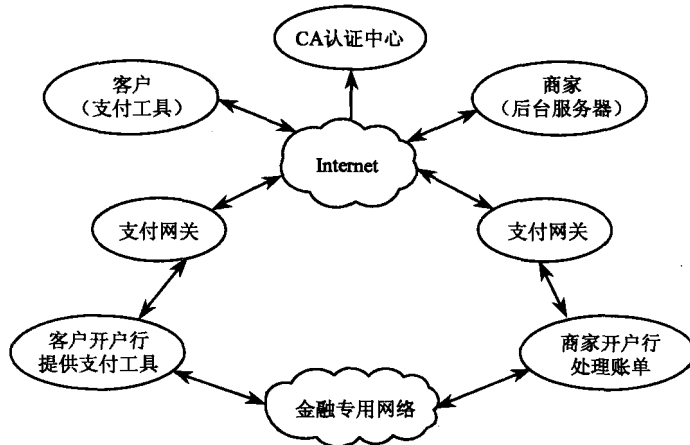 CA认证中心
客户
（支付工具）
商家
（后台服务器）
Internet
支付网关
支付网关
客户开户行
提供支付工具
商家开户行
处理账单
金融专用网络